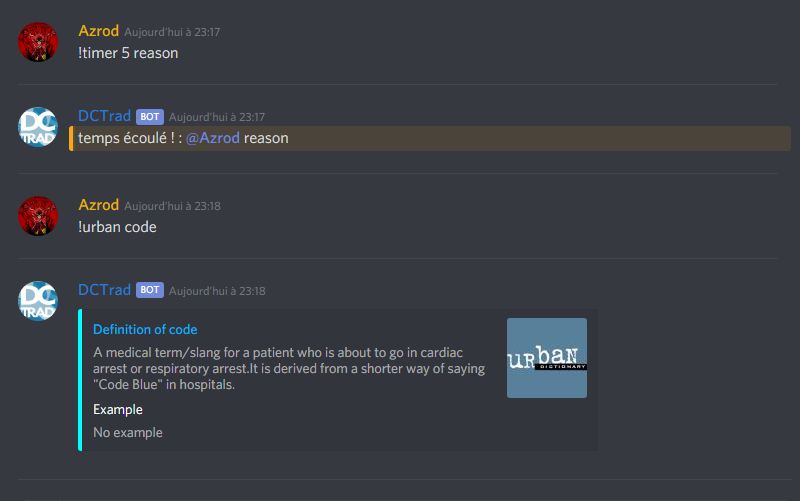 Azrod Aujourd'hui à 23:17
!timer 5 reason
DC
TRAD
DCTrad BOT Aujourd'hui à 23:17
temps écoulé ! : @Azrod reason
Azrod Aujourd'hui à 23:18
!urban code
DC
TRAD
DCTrad BOT Aujourd'hui à 23:18
Definition of code
A medical term/slang for a patient who is about to go in cardiac
arrest or respiratory arrest.It is derived from a shorter way of saying
"Code Blue" in hospitals.
Example
No example
urban
DICTIONARY